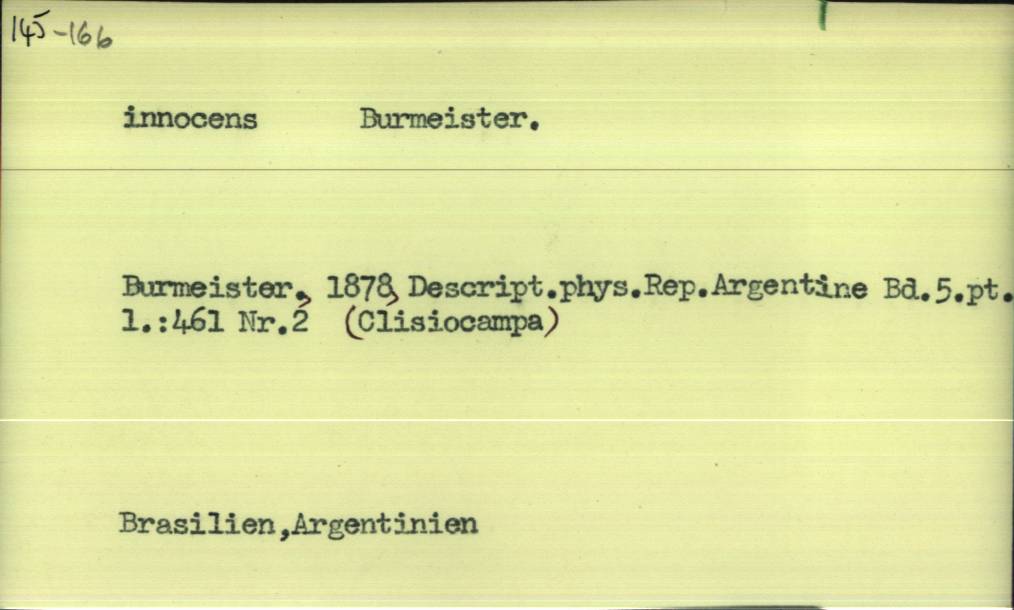 145-166
innocens Burmeister.
Burmeister., 1878, Descript.phys.Rep.Argentine Bd.5.pt.
1.:461 Nr.2 (Clisiocampa)
Brasilien,Argentinien